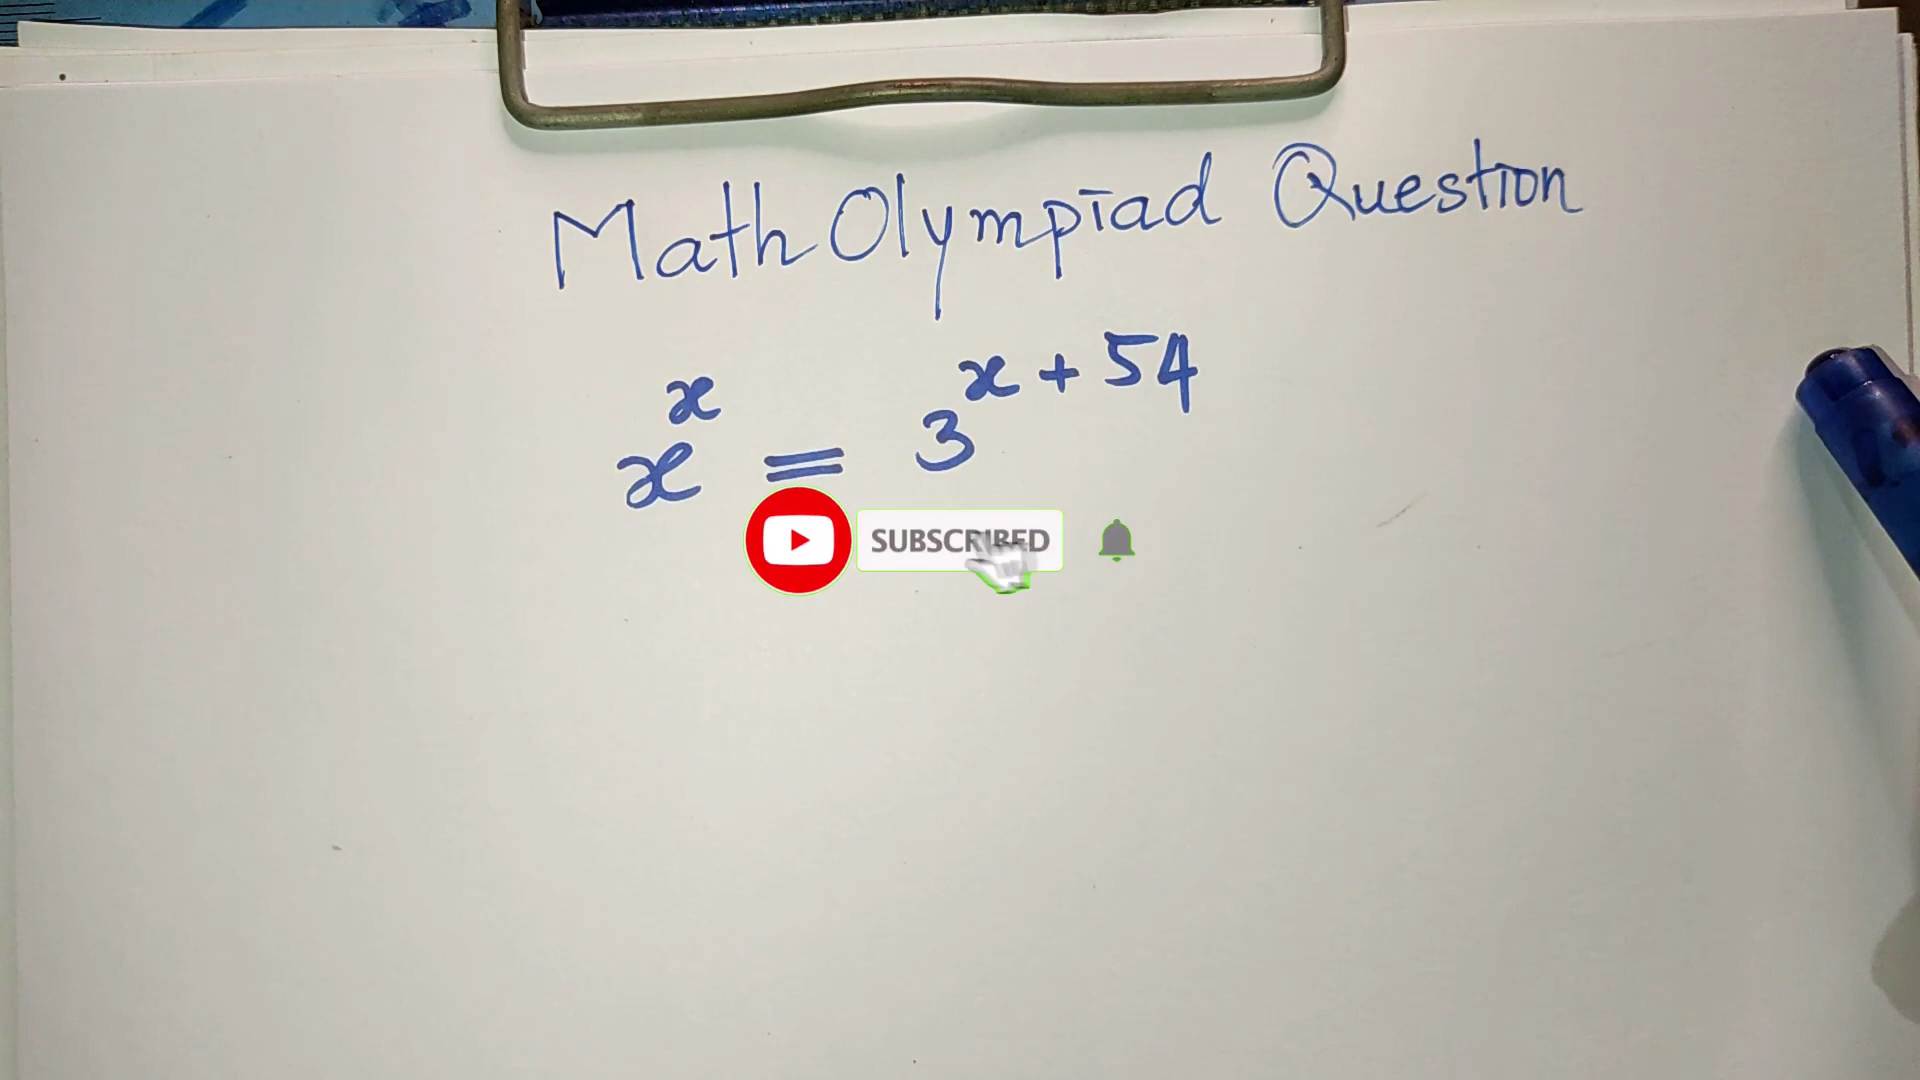 Math Olympiad Question
x^x = 3^x+54
SUBSCRIBED